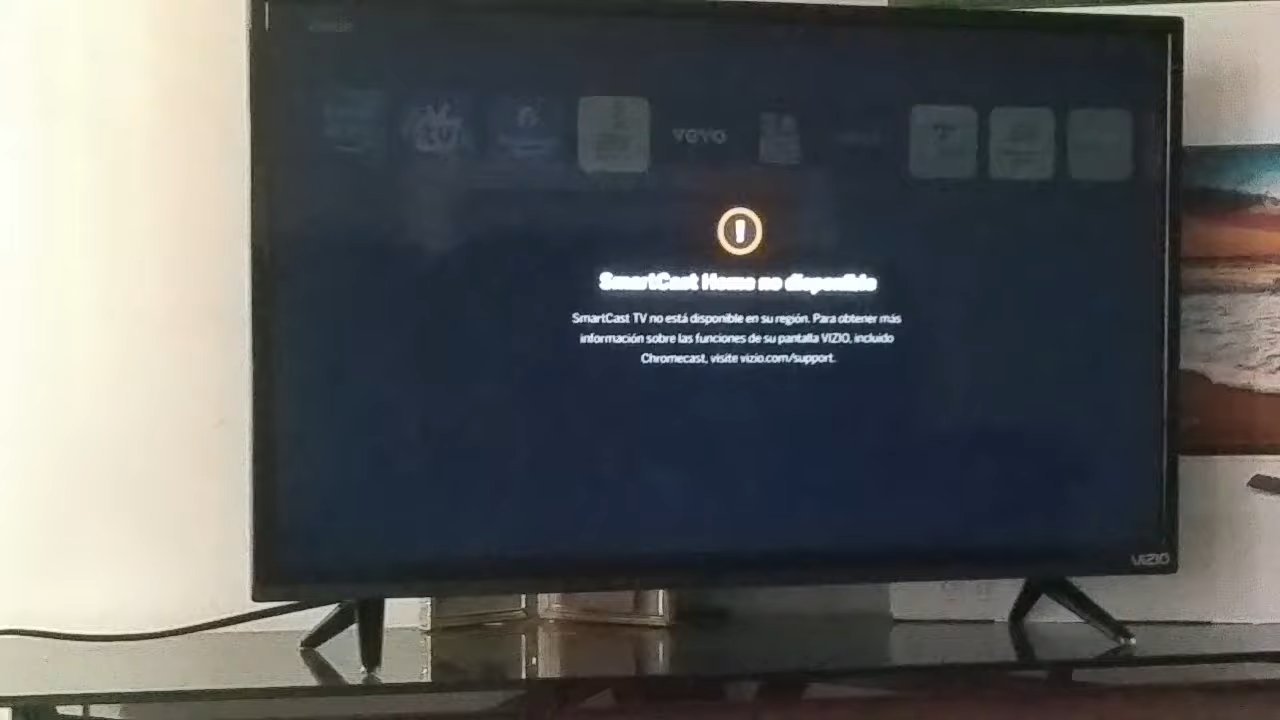 vevo
SmartCast Home no disponible
SmartCast TV no está disponible en su región. Para obtener más
información sobre las funciones de su pantalla VIZIO, incluido
Chromecast, visite vizio.com/support.
VIZIO